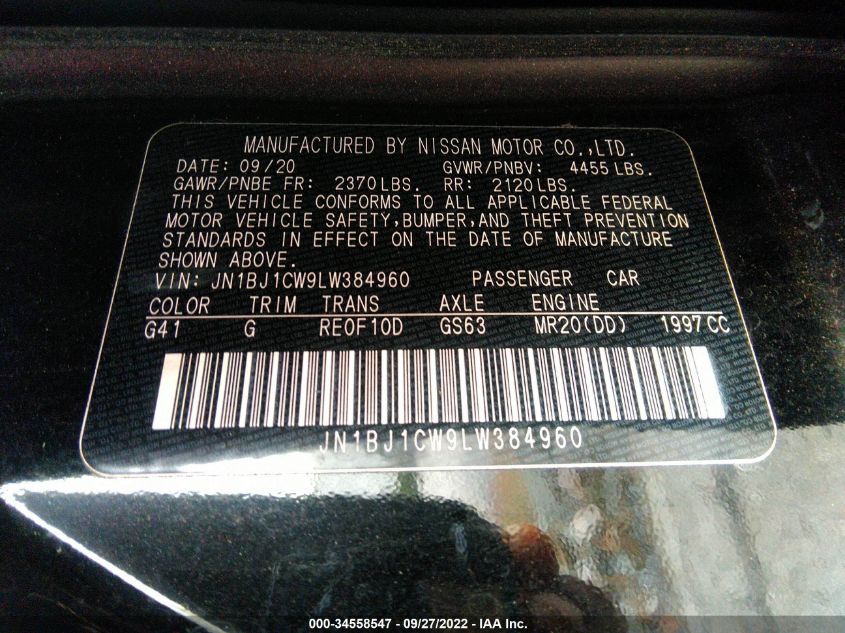 MANUFACTURED BY NISSAN MOTOR CO.,LTD.
DATE: 09/20 GVWR/PNBV: 4455 LBS.
GAWR/PNBE FR: 2370 LBS. RR: 2120 LBS.
THIS VEHICLE CONFORMS TO ALL APPLICABLE FEDERAL
MOTOR VEHICLE SAFETY,BUMPER,AND THEFT PREVENTION
STANDARDS IN EFFECT ON THE DATE OF MANUFACTURE
SHOWN ABOVE.
VIN: JN1BJ1CW9LW384960 PASSENGER CAR
COLOR TRIM TRANS AXLE ENGINE
G41 G RE0F10D GS63 MR20(DD) 1997CC
JN1BJ1CW9LW384960
000-34558547 - 09/27/2022 - IAA Inc.